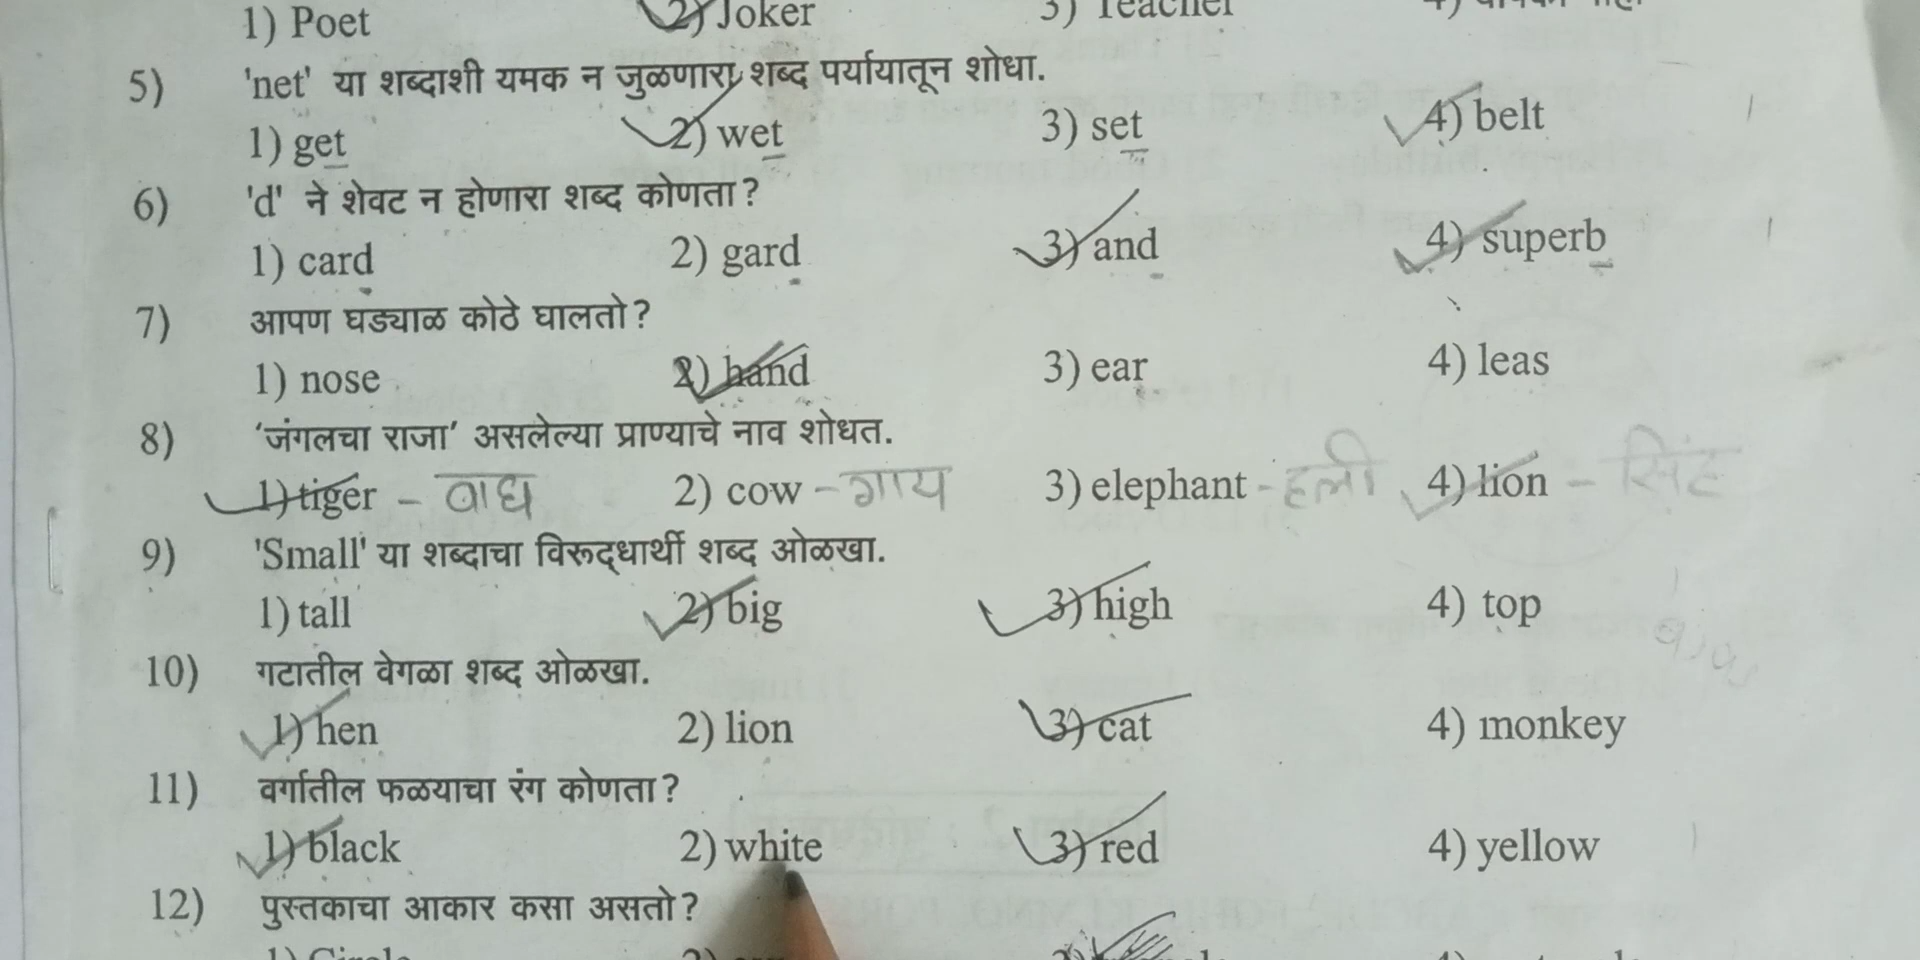 1) Poet 2) Joker 3) Teacher
5) 'net' या शब्दाशी यमक न जुळणारा शब्द पर्यायातून शोधा.
1) get 2) wet 3) set 4) belt
6) 'd' ने शेवट न होणारा शब्द कोणता?
1) card 2) gard 3) and 4) superb
7) आपण घड्याळ कोठे घालतो?
1) nose 2) hand 3) ear 4) leas
8) ‘जंगलचा राजा’ असलेल्या प्राण्याचे नाव शोधत.
1) tiger – वाघ 2) cow – गाय 3) elephant - हत्ती 4) lion – सिंह
9) 'Small' या शब्दाचा विरूद्धार्थी शब्द ओळखा.
1) tall 2) big 3) high 4) top
10) गटातील वेगळा शब्द ओळखा.
1) hen 2) lion 3) cat 4) monkey
11) वर्गातील फळयाचा रंग कोणता?
1) black 2) white 3) red 4) yellow
12) पुस्तकाचा आकार कसा असतो?
1) Circle